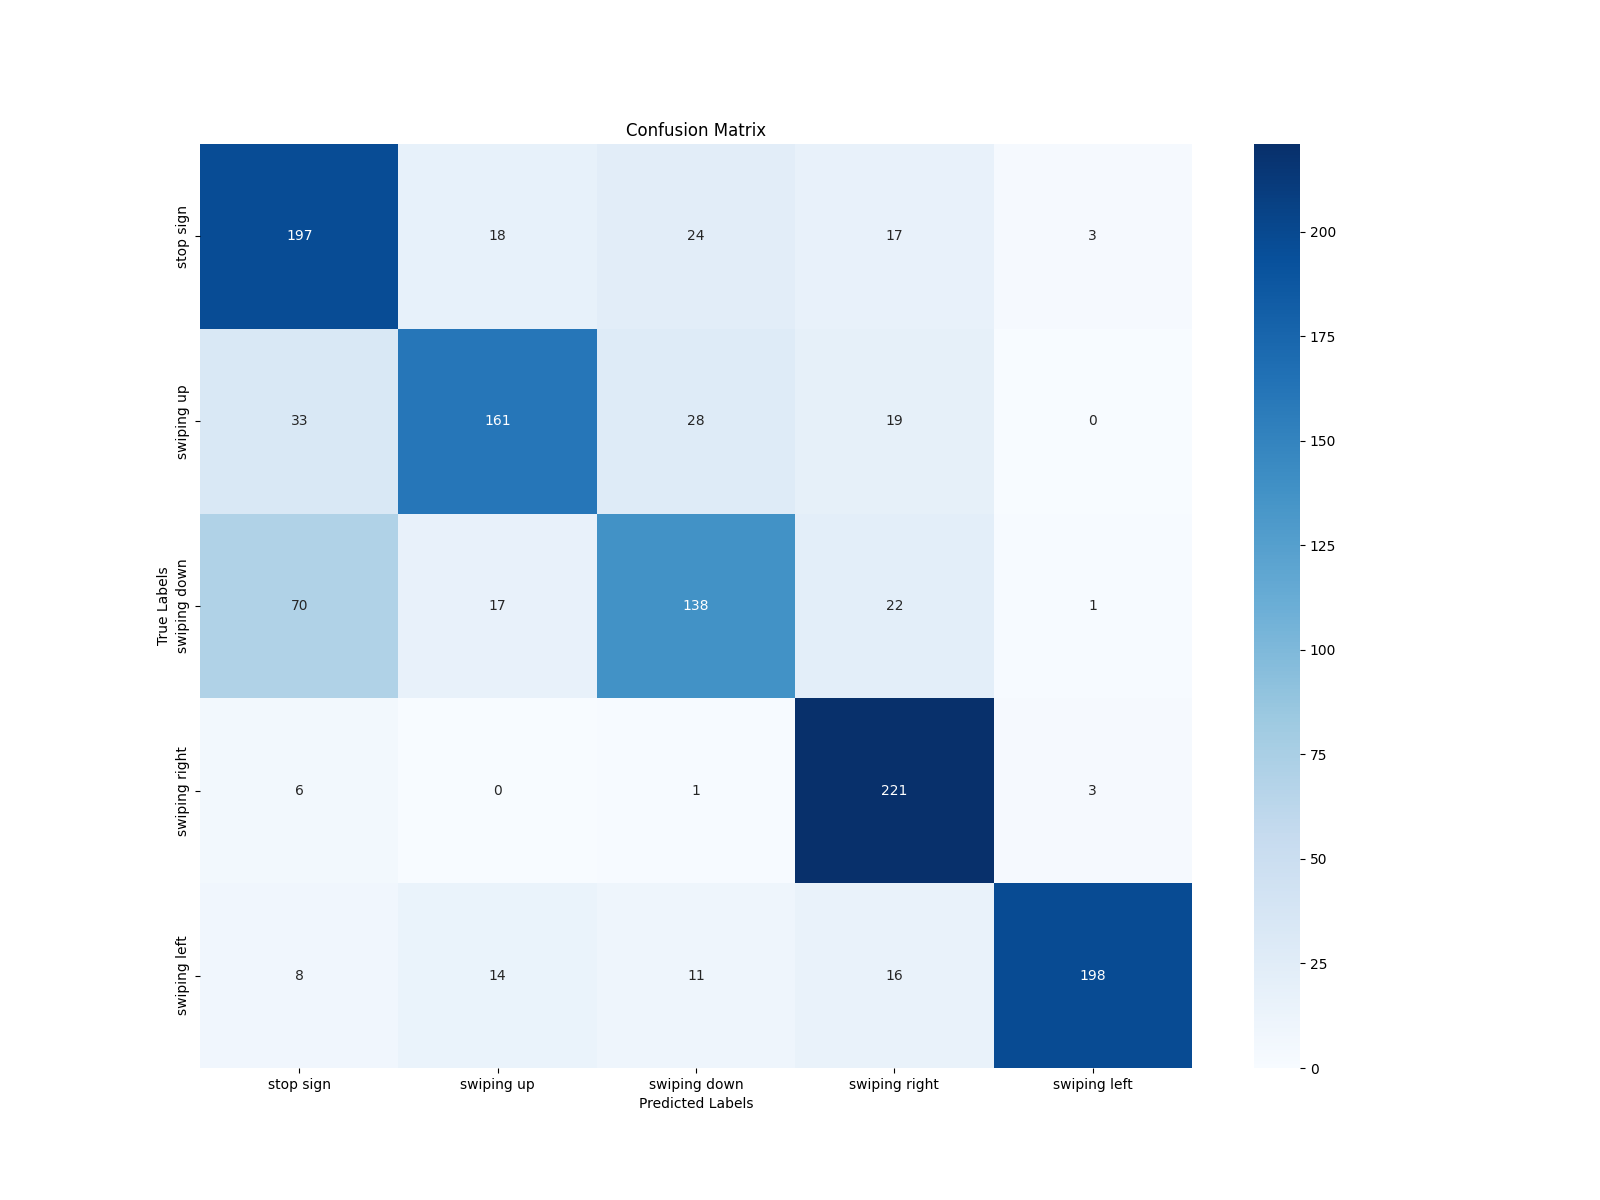 Confusion Matrix
True Labels
stop sign 197 18 24 17 3
swiping up 33 161 28 19 0
swiping down 70 17 138 22 1
swiping right 6 0 1 221 3
swiping left 8 14 11 16 198
stop sign swiping up swiping down swiping right swiping left
Predicted Labels
200
175
150
125
100
75
50
25
0